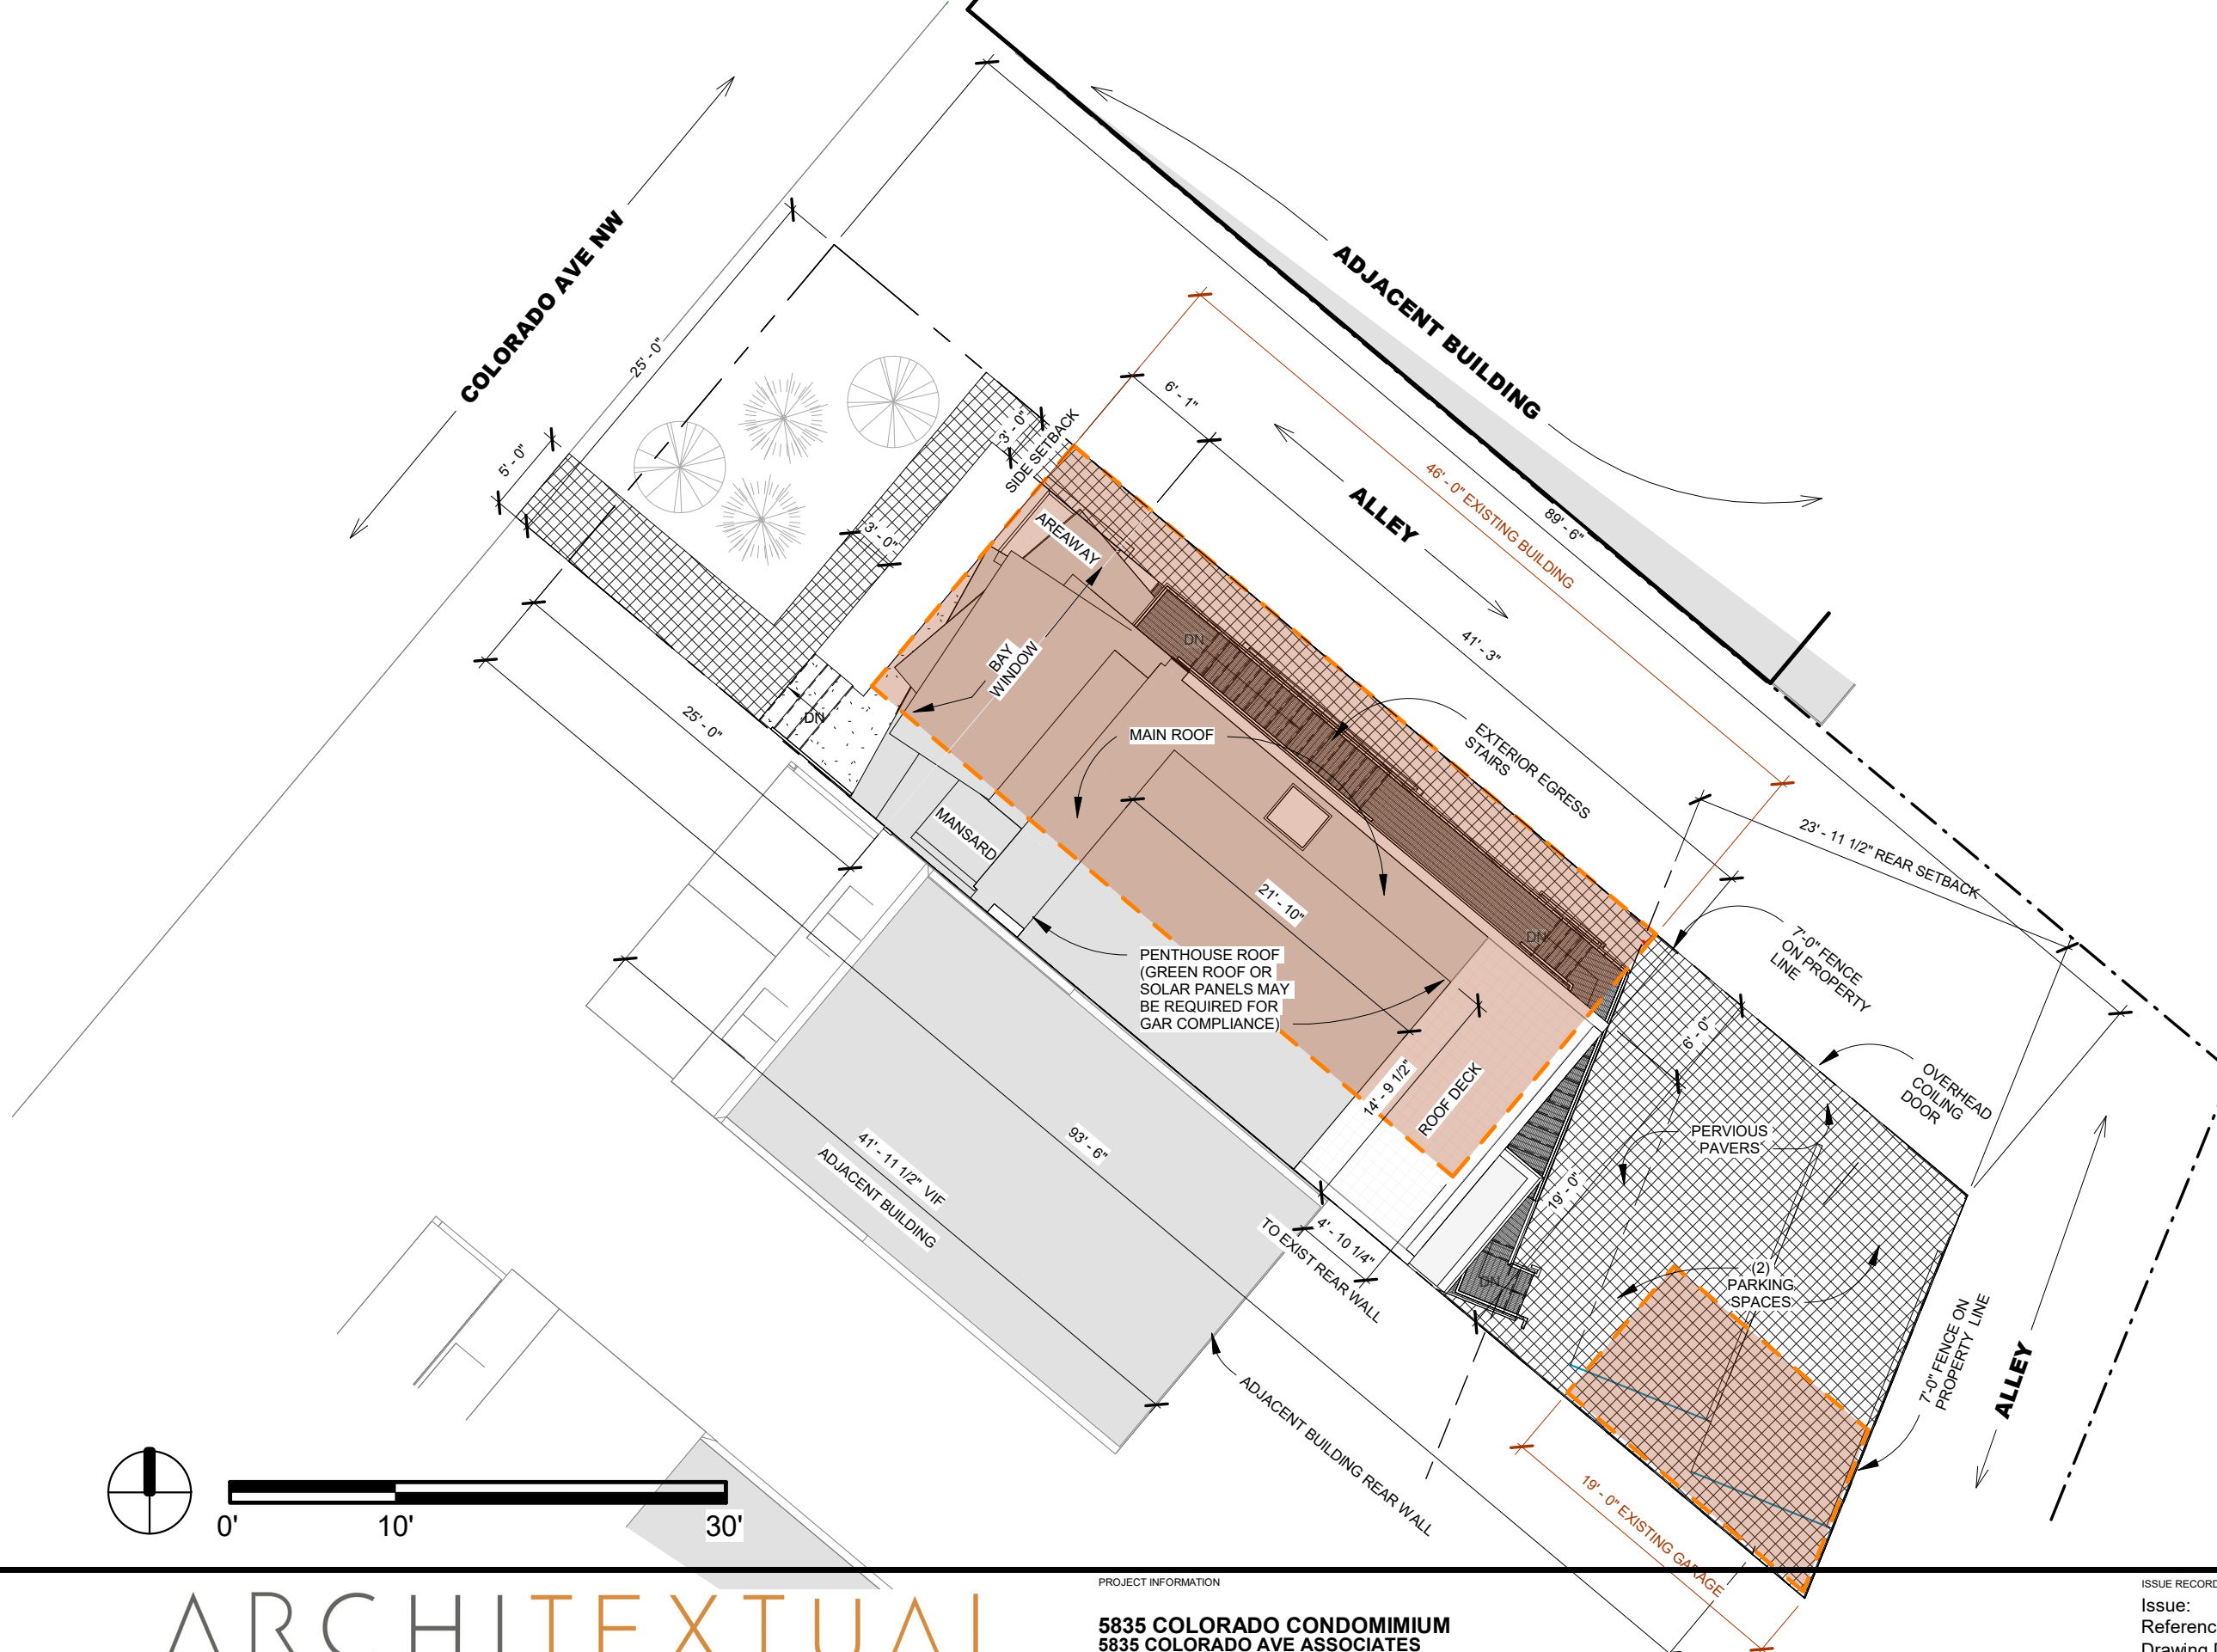 COLORADO AVE NW
25' - 0"
5' - 0"
3' - 0"
3' - 0"
SIDE SETBACK
6' - 1"
ADJACENT BUILDING
ALLEY
46' - 0" EXISTING BUILDING
89' - 6"
41' - 3"
AREAWAY
BAY
WINDOW
DN
DN
25' - 0"
MAIN ROOF
EXTERIOR EGRESS
STAIRS
23' - 11 1/2" REAR SETBACK
MANSARD
21' - 10"
DN
PENTHOUSE ROOF
(GREEN ROOF OR
SOLAR PANELS MAY
BE REQUIRED FOR
GAR COMPLIANCE)
7'-0" FENCE
ON PROPERTY
LINE
6' - 0"
OVERHEAD
COILING
DOOR
14' - 9 1/2"
ROOF DECK
PERVIOUS
PAVERS
93' - 6"
41' - 11 1/2" VIF
ADJACENT BUILDING
19' - 0"
4' - 10 1/4"
TO EXIST REAR WALL
DN
(2)
PARKING
SPACES
7'-0" FENCE ON
PROPERTY LINE
ALLEY
ADJACENT BUILDING REAR WALL
19' - 0" EXISTING GARAGE
0' 10' 30'
ARCHITEXTUAL
PROJECT INFORMATION
5835 COLORADO CONDOMIMIUM
5835 COLORADO AVE ASSOCIATES
ISSUE RECORD
Issue:
Referenc
Drawing D